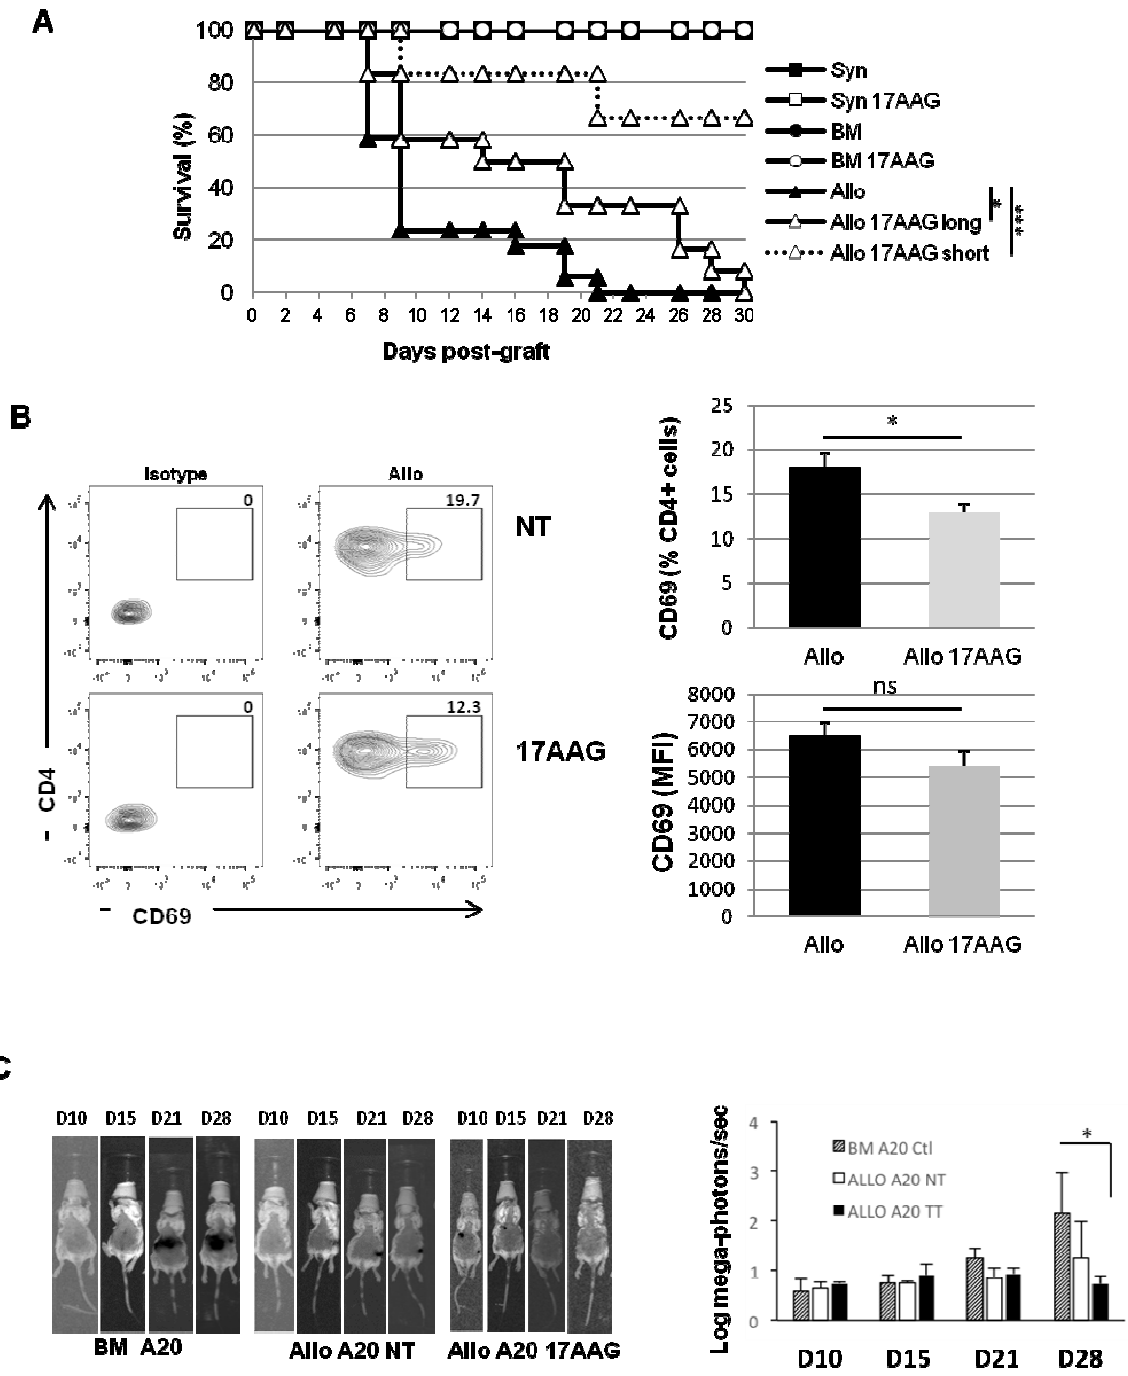 A
100
80
60
40
20
0
Survival (%)
0 2 4 6 8 10 12 14 16 18 20 22 24 26 28 30
Days post-graft
Syn
Syn 17AAG
BM
BM 17AAG
Allo
Allo 17AAG long
Allo 17AAG short
*
***
B
Isotype
Allo
0
19.7
NT
0
12.3
17AAG
CD4
CD69
25
20
15
10
5
0
CD69 (% CD4+ cells)
*
Allo
Allo 17AAG
ns
8000
7000
6000
5000
4000
3000
2000
1000
0
CD69 (MFI)
Allo
Allo 17AAG
C
D10 D15 D21 D28 D10 D15 D21 D28 D10 D15 D21 D28
BM A20
Allo A20 NT
Allo A20 17AAG
Log mega-photons/sec
4
3
2
1
0
BM A20 Ctl
ALLO A20 NT
ALLO A20 TT
*
D10 D15 D21 D28